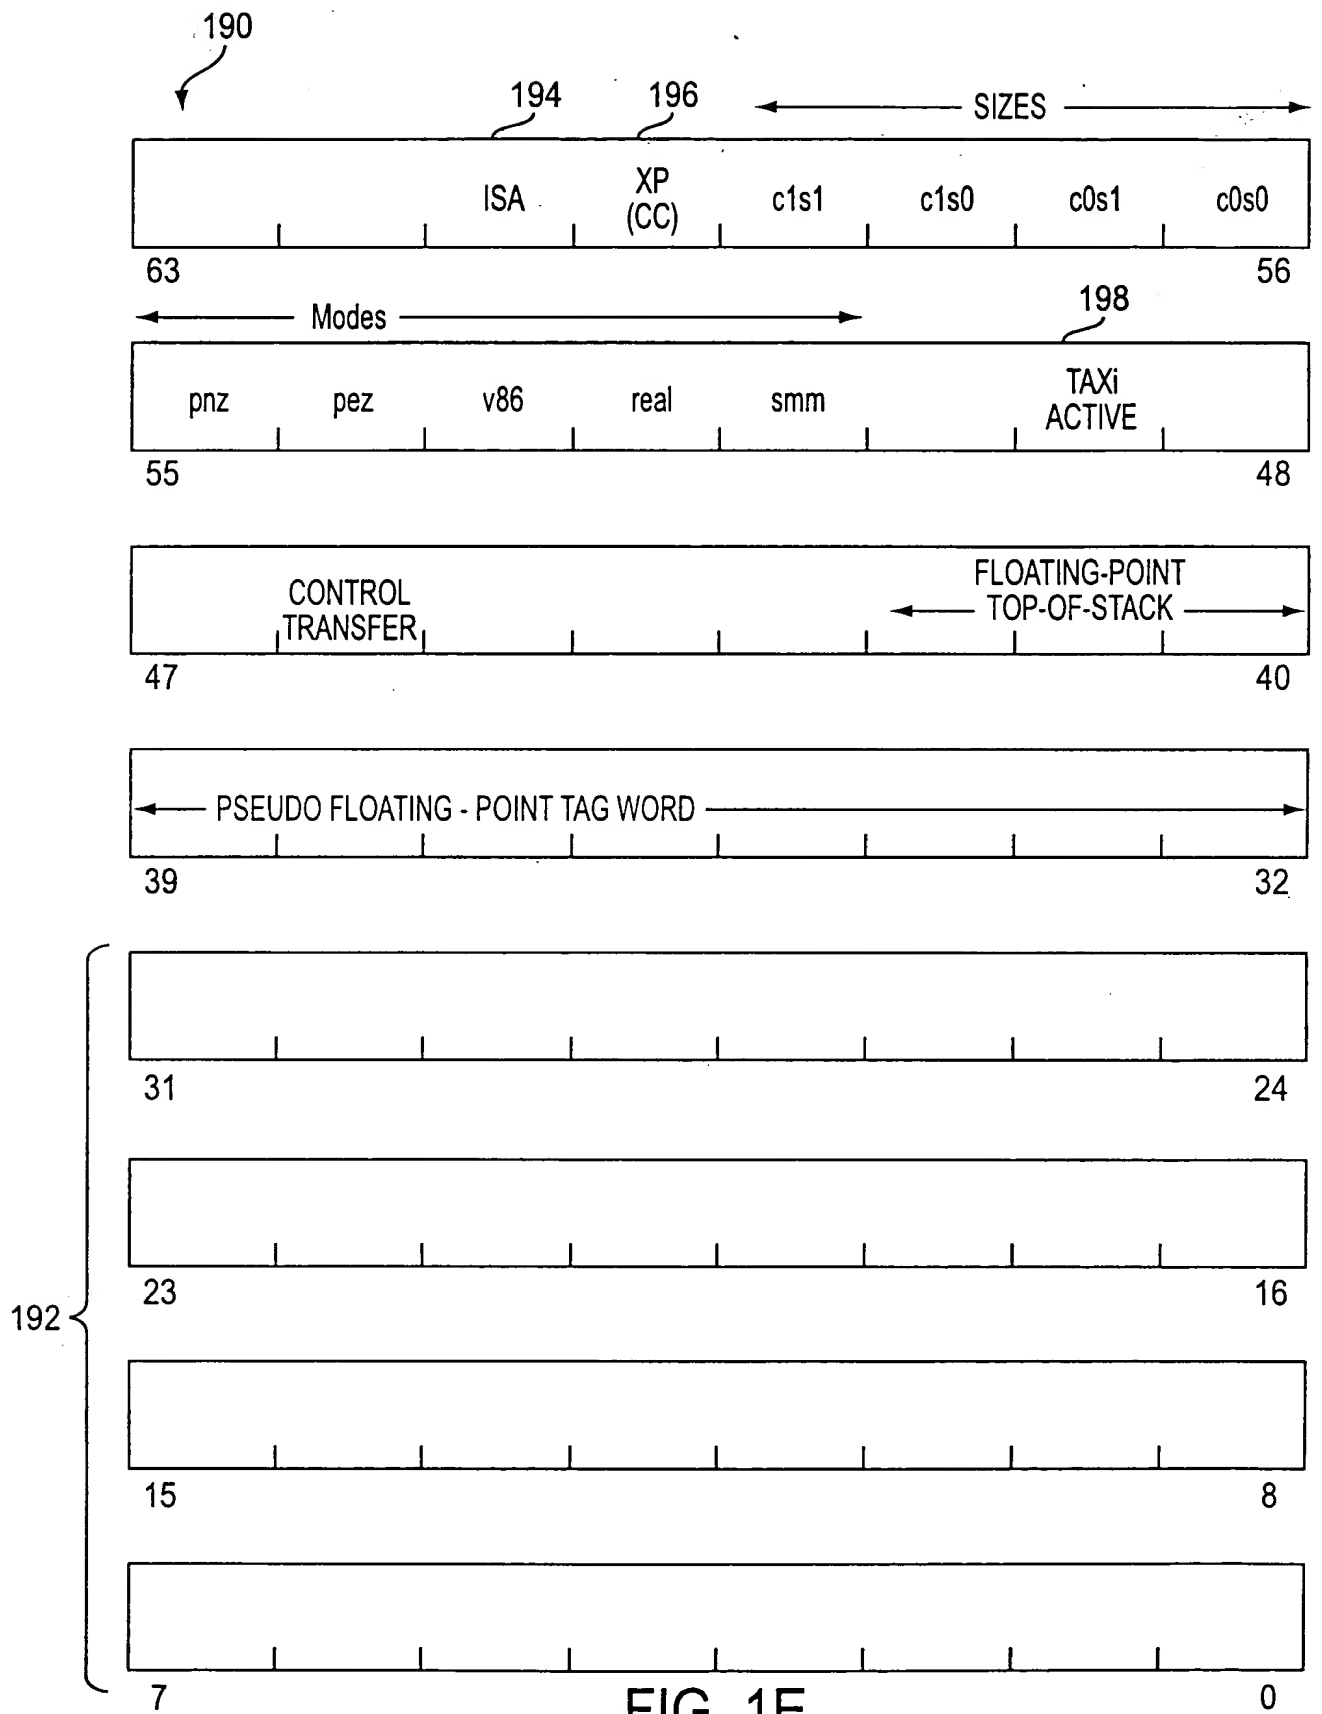 190
194 196 SIZES
ISA XP (CC) c1s1 c1s0 c0s1 c0s0
63 56
Modes 198
pnz pez v86 real smm TAXi ACTIVE
55 48
CONTROL TRANSFER FLOATING-POINT TOP-OF-STACK
47 40
PSEUDO FLOATING - POINT TAG WORD
39 32
31 24
23 16
192
15 8
7 0